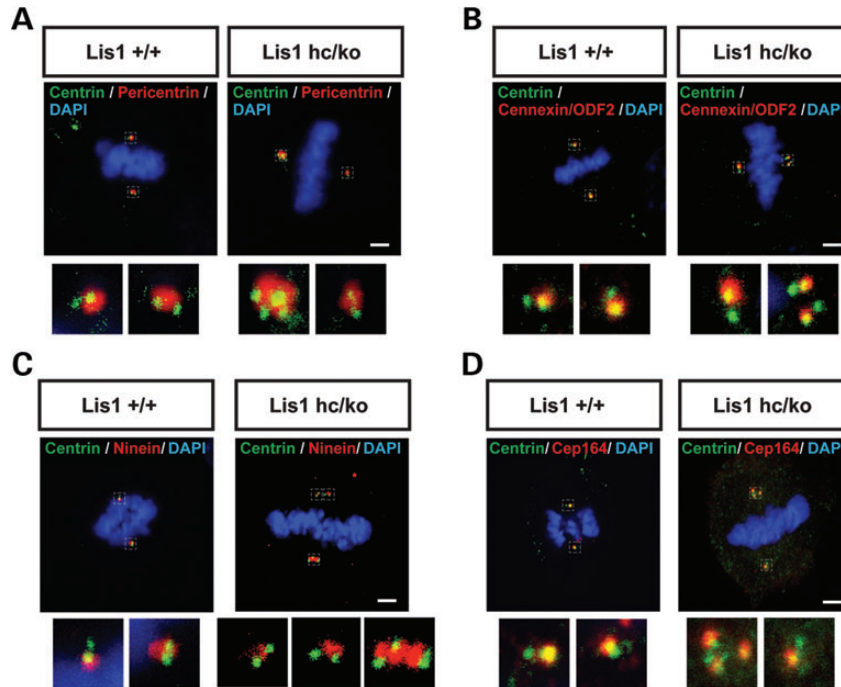 A
Lis1 +/+
Lis1 hc/ko
Centrin / Pericentrin /
DAPI
Centrin / Pericentrin /
DAPI
B
Lis1 +/+
Lis1 hc/ko
Centrin /
Cennexin/ODF2 /DAPI
Centrin /
Cennexin/ODF2 / DAPI
C
Lis1 +/+
Lis1 hc/ko
Centrin / Ninein/ DAPI
Centrin / Ninein/ DAPI
D
Lis1 +/+
Lis1 hc/ko
Centrin/ Cep164/ DAPI
Centrin/ Cep164/ DAPI